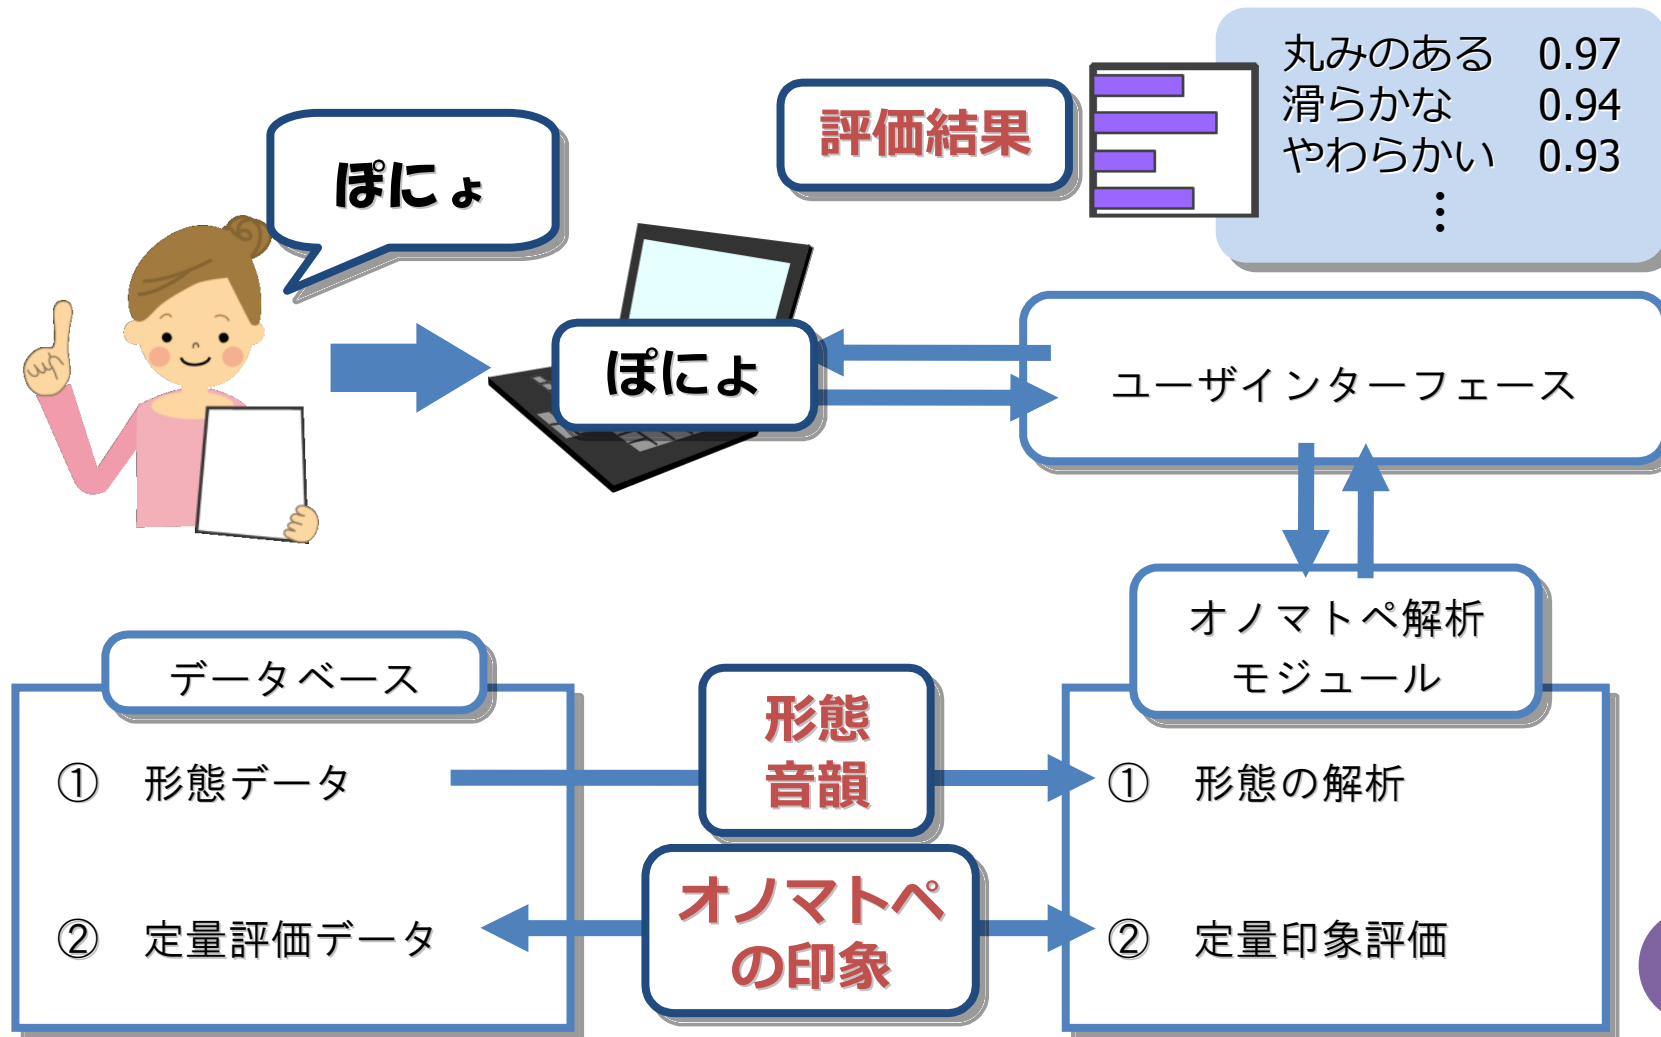 丸みのある 0.97
滑らかな 0.94
やわらかい 0.93
⋮
評価結果
ぽにょ
ぽにょ
ユーザインターフェース
オノマトペ解析
モジュール
データベース
形態
音韻
① 形態データ
① 形態の解析
オノマトペ
の印象
② 定量評価データ
② 定量印象評価